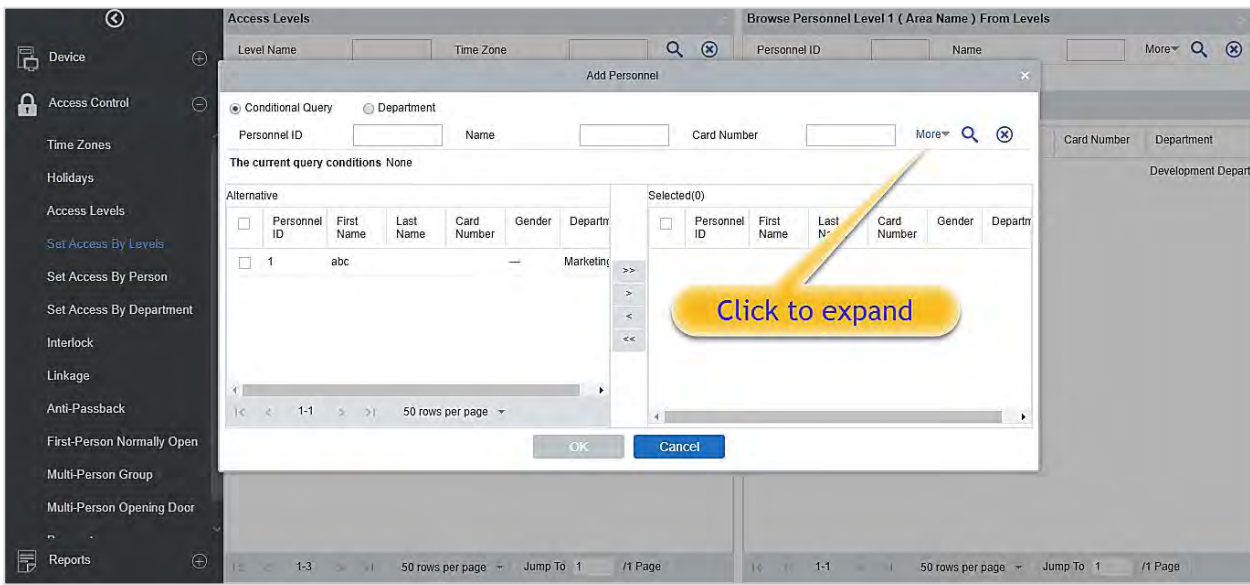 Access Levels
Browse Personnel Level 1 ( Area Name ) From Levels
Device
Level Name
Time Zone
Personnel ID
Name
More
Add Personnel
Access Control
Conditional Query
Department
Personnel ID
Name
Card Number
More
The current query conditions None
Card Number
Department
Development Depart
Time Zones
Holidays
Access Levels
Set Access By Levels
Set Access By Person
Set Access By Department
Interlock
Linkage
Anti-Passback
First-Person Normally Open
Multi-Person Group
Multi-Person Opening Door
Reports
Alternative
Personnel ID
First Name
Last Name
Card Number
Gender
Departm
1
abc
—
Marketing
>>
>
<
<<
Selected(0)
Personnel ID
First Name
Last
Card Number
Gender
Departm
Click to expand
1-1
50 rows per page
OK
Cancel
1-3
50 rows per page
Jump To 1
/1 Page
1-1
50 rows per page
Jump To 1
/1 Page